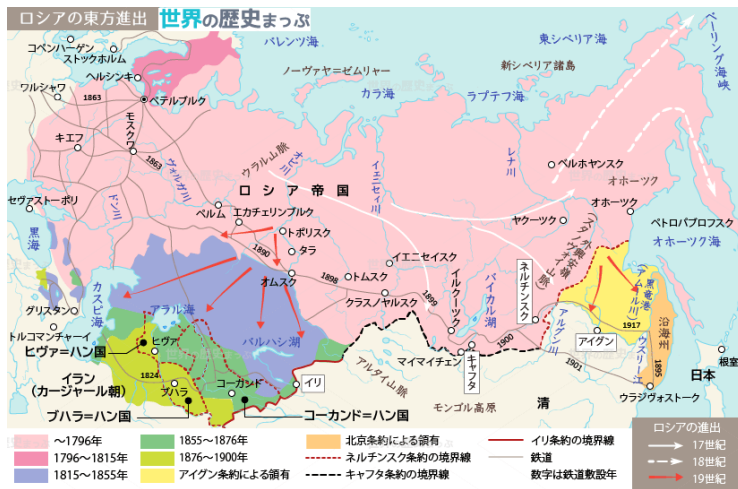 ロシアの東方進出
世界の歴史まっぷ
バレンツ海
東シベリア海
ベーリング海峡
コペンハーゲン
ストックホルム
ヘルシンキ
ノーヴァヤ=ゼムリャー
新シベリア諸島
カラ海
ラプテフ海
ワルシャワ
1863
ペテルブルク
キエフ
モスクワ
1863
ヴォルガ川
ウラル山脈
オビ川
イェニセイ川
レナ川
ベルホヤンスク
オホーツク
ロシア帝国
セヴァストーポリ
ドン川
ペルム
エカチェリンブルク
トボリスク
タラ
ヤクーツク
オホーツク
ペトロパブロフスク
オホーツク海
黒海
1890
オムスク
1898
トムスク
イェニセイスク
クラスノヤルスク
1899
イルクーツク
バイカル湖
ネルチンスク
(スタノヴォイ山脈)
外興安嶺
カスピ海
アラル海
バルハシ湖
グリスタン
トルコマンチャーイ
ヒヴァ=ハン国
ヒヴァ
黒竜江
(アムール川)
1917
アイグン
アルグン川
ウスリー江
沿海州
1895
1900
1901
マイマイチェン
キャフタ
イラン
(カージャール朝)
1824
ブハラ
コーカンド
イリ
アルタイ山脈
モンゴル高原
清
ウラジヴォストーク
日本
根室
ブハラ=ハン国
コーカンド=ハン国
〜1796年
1796〜1815年
1815〜1855年
1855〜1876年
1876〜1900年
アイグン条約による領有
北京条約による領有
ネルチンスク条約の境界線
キャフタ条約の境界線
イリ条約の境界線
鉄道
数字は鉄道敷設年
ロシアの進出
17世紀
18世紀
19世紀